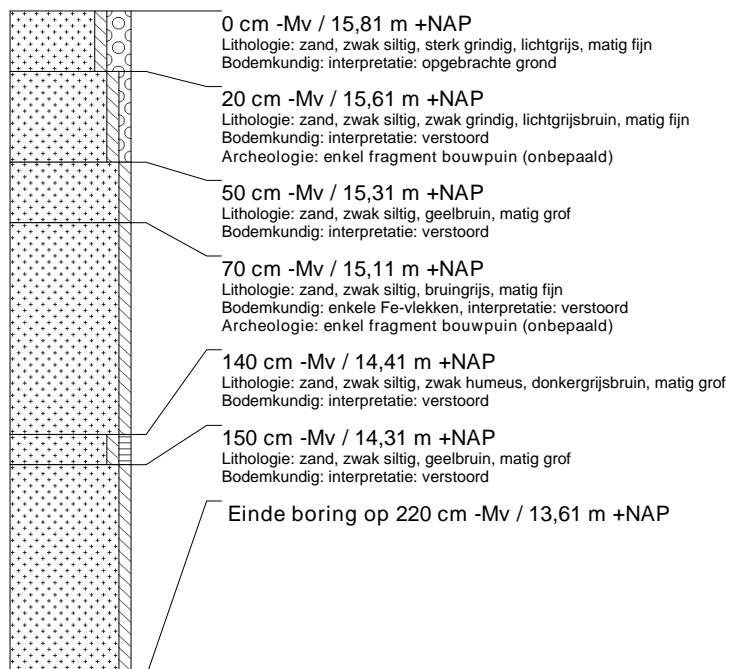 0 cm -Mv / 15,81 m +NAP
Lithologie: zand, zwak siltig, sterk grindig, lichtgrijs, matig fijn
Bodemkundig: interpretatie: opgebrachte grond
20 cm -Mv / 15,61 m +NAP
Lithologie: zand, zwak siltig, zwak grindig, lichtgrijsbruin, matig fijn
Bodemkundig: interpretatie: verstoord
Archeologie: enkel fragment bouwpuin (onbepaald)
50 cm -Mv / 15,31 m +NAP
Lithologie: zand, zwak siltig, geelbruin, matig grof
Bodemkundig: interpretatie: verstoord
70 cm -Mv / 15,11 m +NAP
Lithologie: zand, zwak siltig, bruingrijs, matig fijn
Bodemkundig: enkele Fe-vlekken, interpretatie: verstoord
Archeologie: enkel fragment bouwpuin (onbepaald)
140 cm -Mv / 14,41 m +NAP
Lithologie: zand, zwak siltig, zwak humeus, donkergrijsbruin, matig grof
Bodemkundig: interpretatie: verstoord
150 cm -Mv / 14,31 m +NAP
Lithologie: zand, zwak siltig, geelbruin, matig grof
Bodemkundig: interpretatie: verstoord
Einde boring op 220 cm -Mv / 13,61 m +NAP